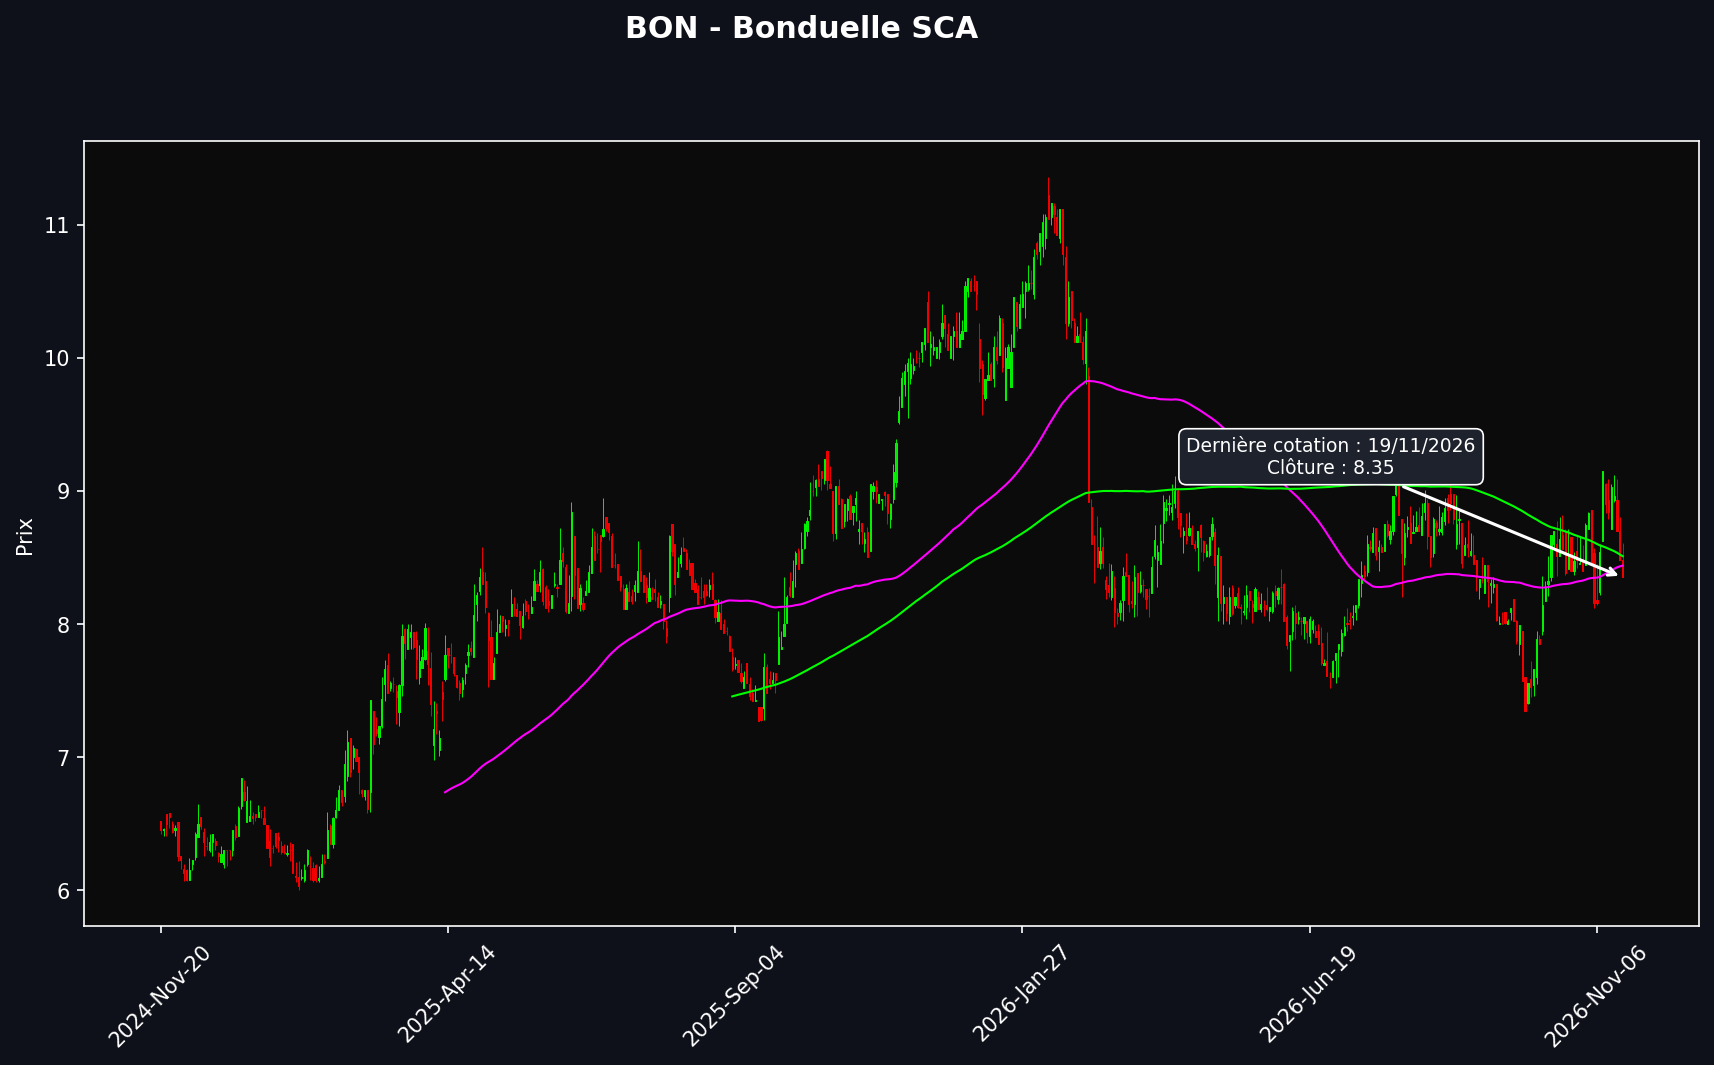 BON - Bonduelle SCA
Prix
11
10
9
8
7
6
Dernière cotation : 19/11/2026
Clôture : 8.35
2024-Nov-20
2025-Apr-14
2025-Sep-04
2026-Jan-27
2026-Jun-19
2026-Nov-06